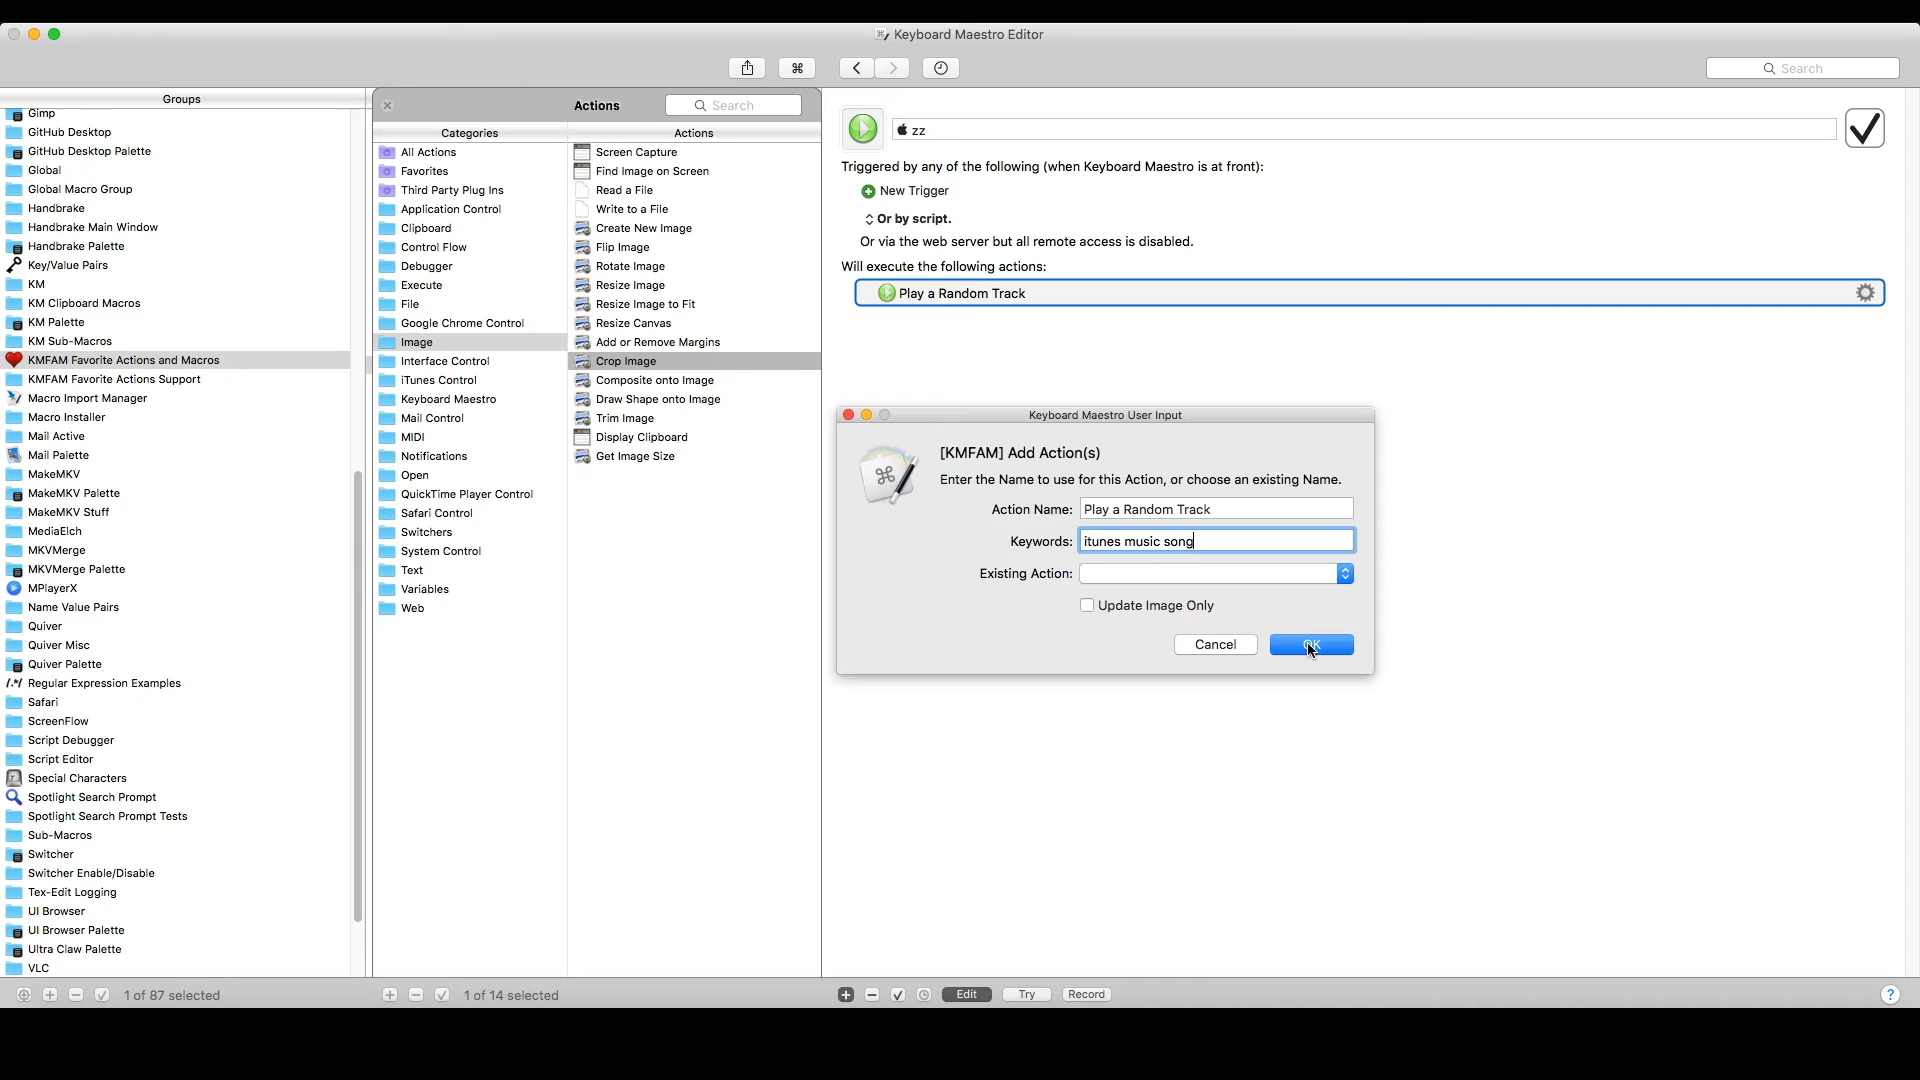 Keyboard Maestro Editor
Search
Groups
Gimp
GitHub Desktop
GitHub Desktop Palette
Global
Global Macro Group
Handbrake
Handbrake Main Window
Handbrake Palette
Key/Value Pairs
KM
KM Clipboard Macros
KM Palette
KM Sub-Macros
KMFAM Favorite Actions and Macros
KMFAM Favorite Actions Support
Macro Import Manager
Macro Installer
Mail Active
Mail Palette
MakeMKV
MakeMKV Palette
MakeMKV Stuff
MediaElch
MKVMerge
MKVMerge Palette
MPlayerX
Name Value Pairs
Quiver
Quiver Misc
Quiver Palette
Regular Expression Examples
Safari
ScreenFlow
Script Debugger
Script Editor
Special Characters
Spotlight Search Prompt
Spotlight Search Prompt Tests
Sub-Macros
Switcher
Switcher Enable/Disable
Tex-Edit Logging
UI Browser
UI Browser Palette
Ultra Claw Palette
VLC
1 of 87 selected
Actions
Search
Categories
All Actions
Favorites
Third Party Plug Ins
Application Control
Clipboard
Control Flow
Debugger
Execute
File
Google Chrome Control
Image
Interface Control
iTunes Control
Keyboard Maestro
Mail Control
MIDI
Notifications
Open
QuickTime Player Control
Safari Control
Switchers
System Control
Text
Variables
Web
Actions
Screen Capture
Find Image on Screen
Read a File
Write to a File
Create New Image
Flip Image
Rotate Image
Resize Image
Resize Image to Fit
Resize Canvas
Add or Remove Margins
Crop Image
Composite onto Image
Draw Shape onto Image
Trim Image
Display Clipboard
Get Image Size
1 of 14 selected
zz
Triggered by any of the following (when Keyboard Maestro is at front):
New Trigger
Or by script.
Or via the web server but all remote access is disabled.
Will execute the following actions:
Play a Random Track
Keyboard Maestro User Input
[KMFAM] Add Action(s)
Enter the Name to use for this Action, or choose an existing Name.
Action Name: Play a Random Track
Keywords: itunes music song
Existing Action:
Update Image Only
Cancel
OK
Edit
Try
Record
?